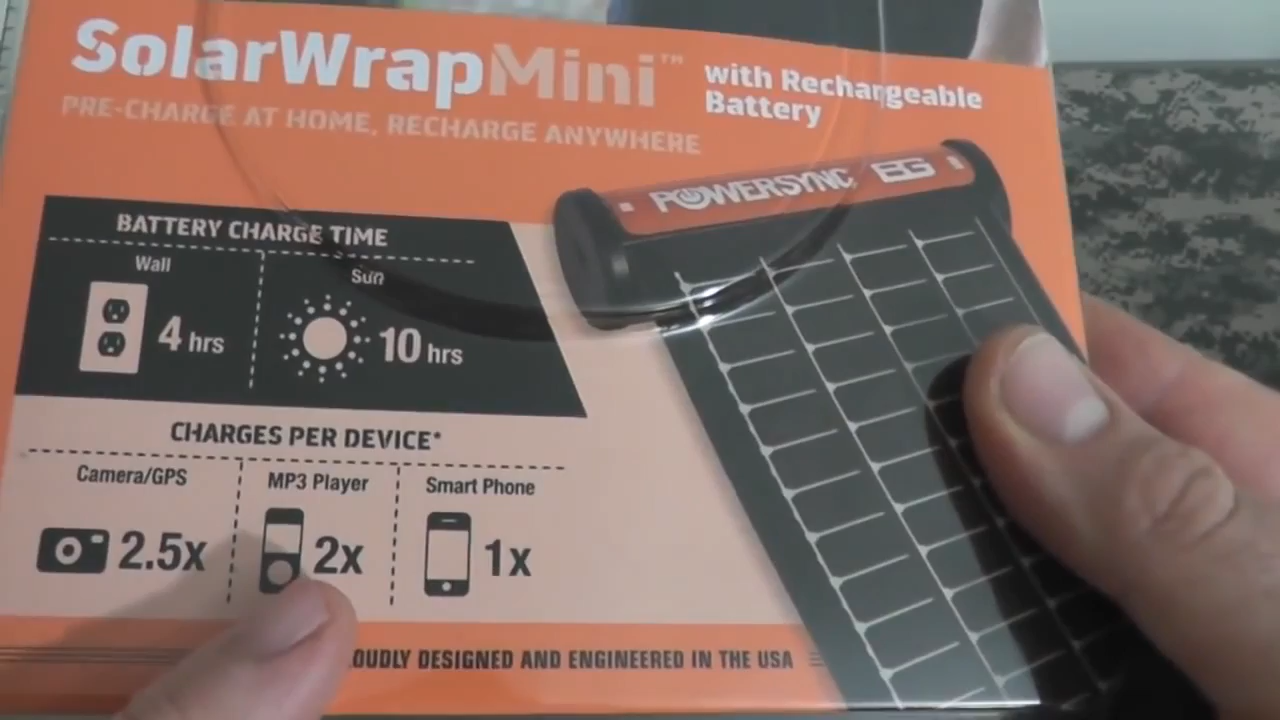 SolarWrapMini™
with Rechargeable
Battery
PRE-CHARGE AT HOME, RECHARGE ANYWHERE
POWERSYNC BG
BATTERY CHARGE TIME
Wall
Sun
4 hrs
10 hrs
CHARGES PER DEVICE*
Camera/GPS
MP3 Player
Smart Phone
2.5x
2x
1x
OUDLY DESIGNED AND ENGINEERED IN THE USA